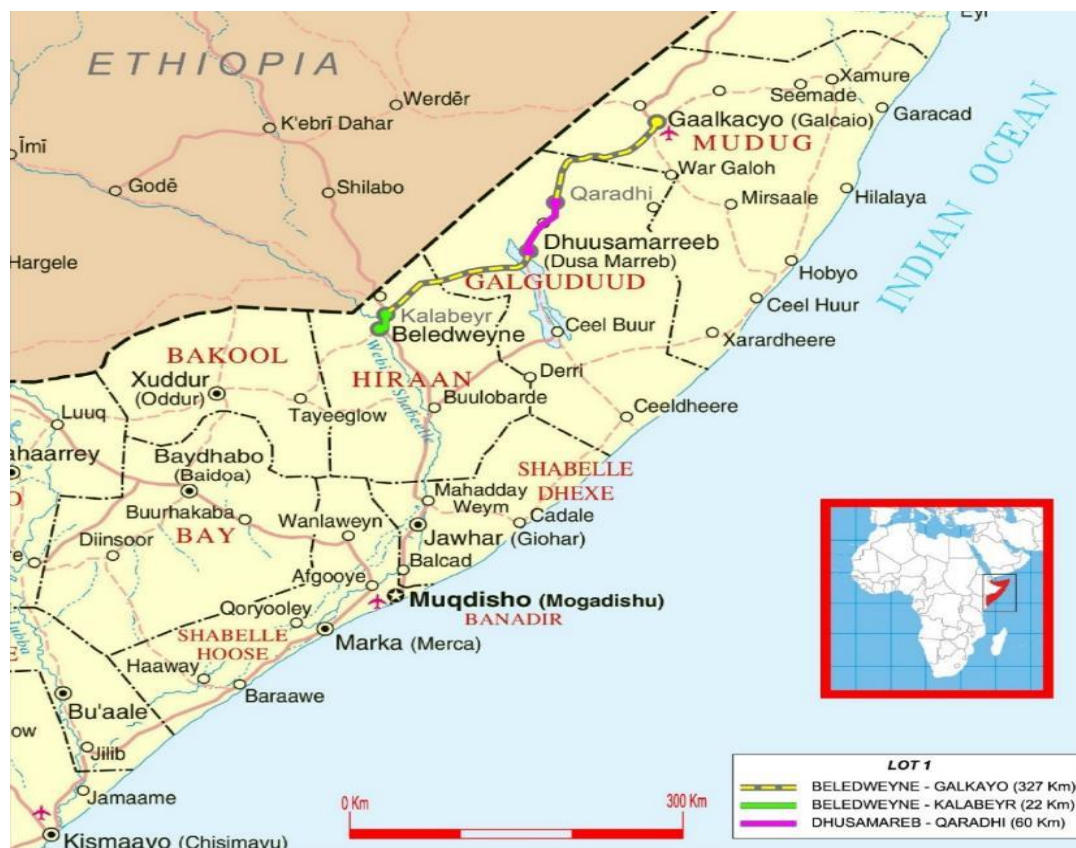 Eyl
ETHIOPIA
Werdēr
Xamure
Seemade
K'ebrī Dahar
Gaalkacyo (Galcaio)
Garacad
MUDUG
Īmī
War Galoh
Godē
Shilabo
Qaradhi
Mirsaale
Hilalaya
INDIAN OCEAN
Dhuusamarreeb
(Dusa Marreb)
Hargele
GALGUDUUD
Hobyo
Ceel Huur
Kalabeyr
Beledweyne
Ceel Buur
Xarardheere
BAKOOL
Webi Shabeelle
Xuddur
(Oddur)
HIRAAN
Derri
Luuq
Tayeeglow
Buulobarde
Ceeldheere
ahaarrey
Baydhabo
(Baidoa)
SHABELLE
DHEXE
Mahadday
Weym
Buurhakaba
Wanlaweyn
Cadale
BAY
Diinsoor
Jawhar (Giohar)
Balcad
Afgooye
Qoryooley
Muqdisho (Mogadishu)
BANADIR
SHABELLE
HOOSE
Marka (Merca)
Haaway
Baraawe
Jubba
Bu'aale
ow
Jilib
Jamaame
Kismaayo (Chisimayu)
0 Km
300 Km
LOT 1
BELEDWEYNE - GALKAYO (327 Km)
BELEDWEYNE - KALABEYR (22 Km)
DHUSAMAREB - QARADHI (60 Km)